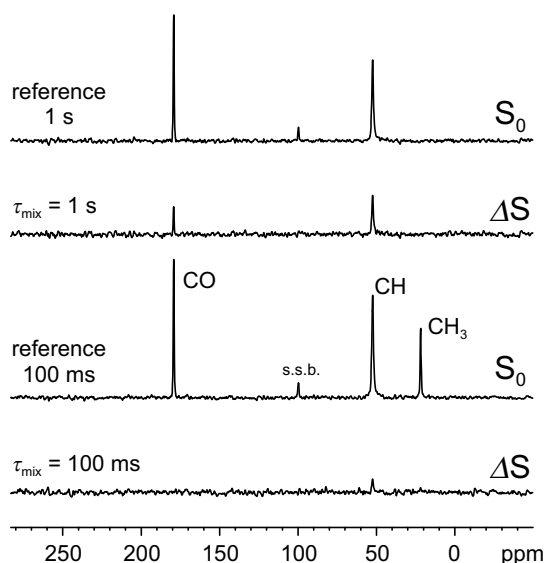 reference
1 s
S₀
τmix = 1 s
ΔS
CO
CH
CH₃
reference
100 ms
s.s.b.
S₀
τmix = 100 ms
ΔS
250 200 150 100 50 0 ppm